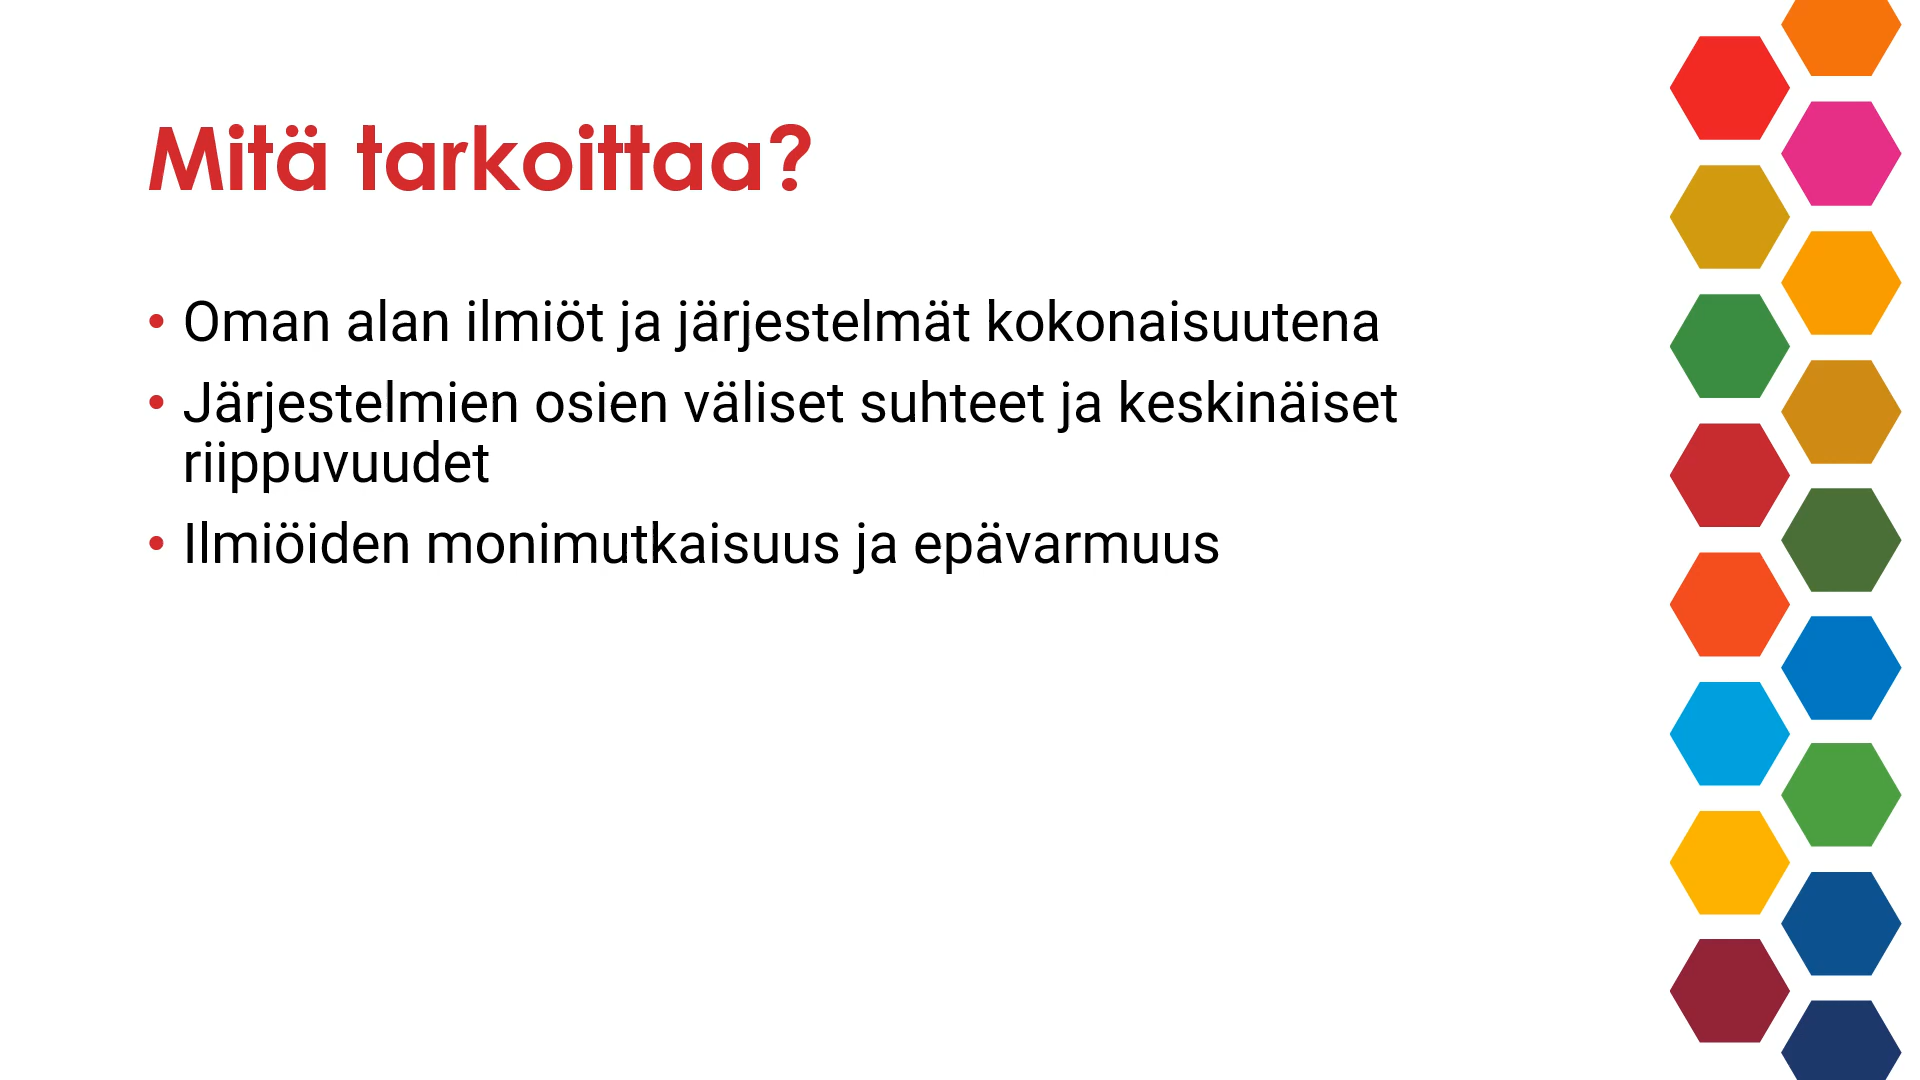 Mitä tarkoittaa?
• Oman alan ilmiöt ja järjestelmät kokonaisuutena
• Järjestelmien osien väliset suhteet ja keskinäiset
riippuvuudet
• Ilmiöiden monimutkaisuus ja epävarmuus